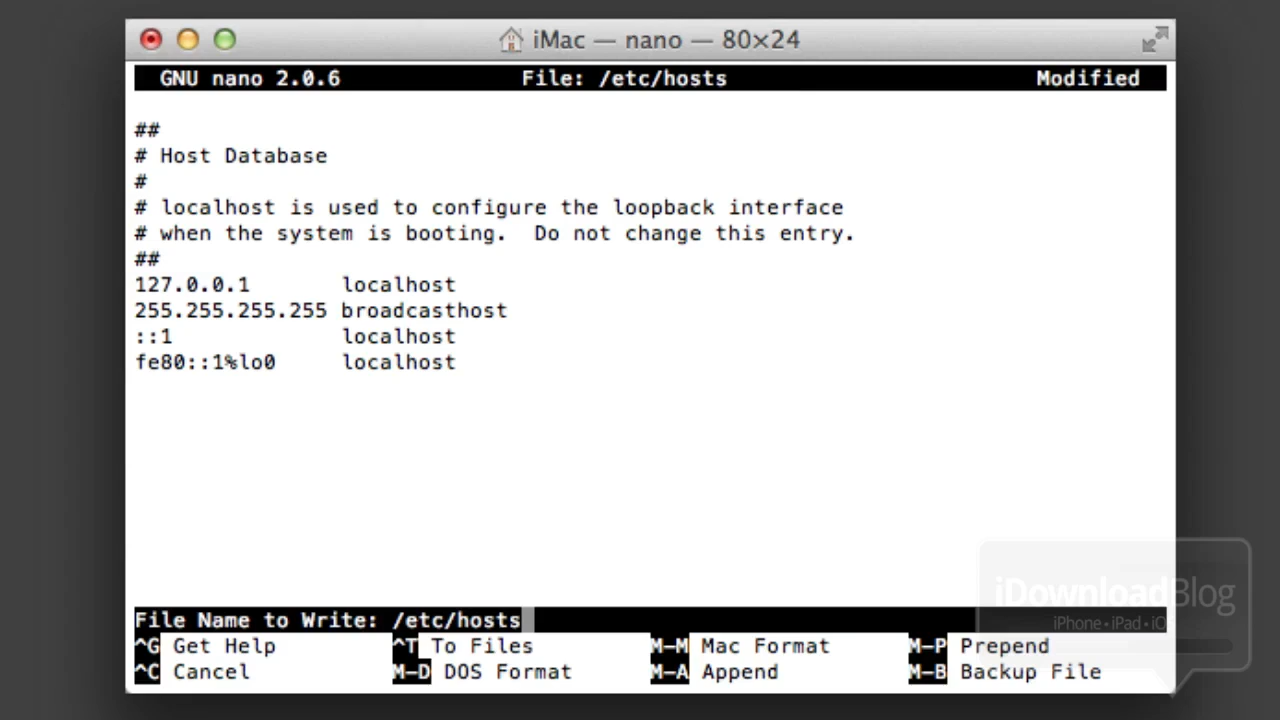 iMac — nano — 80×24
GNU nano 2.0.6 File: /etc/hosts Modified
##
# Host Database
#
# localhost is used to configure the loopback interface
# when the system is booting.  Do not change this entry.
##
127.0.0.1 localhost
255.255.255.255 broadcasthost
::1 localhost
fe80::1%lo0 localhost
File Name to Write: /etc/hosts
^G Get Help ^T To Files M-M Mac Format M-P Prepend
^C Cancel M-D DOS Format M-A Append M-B Backup File
iDownloadBlog
iPhone • iPad • iO